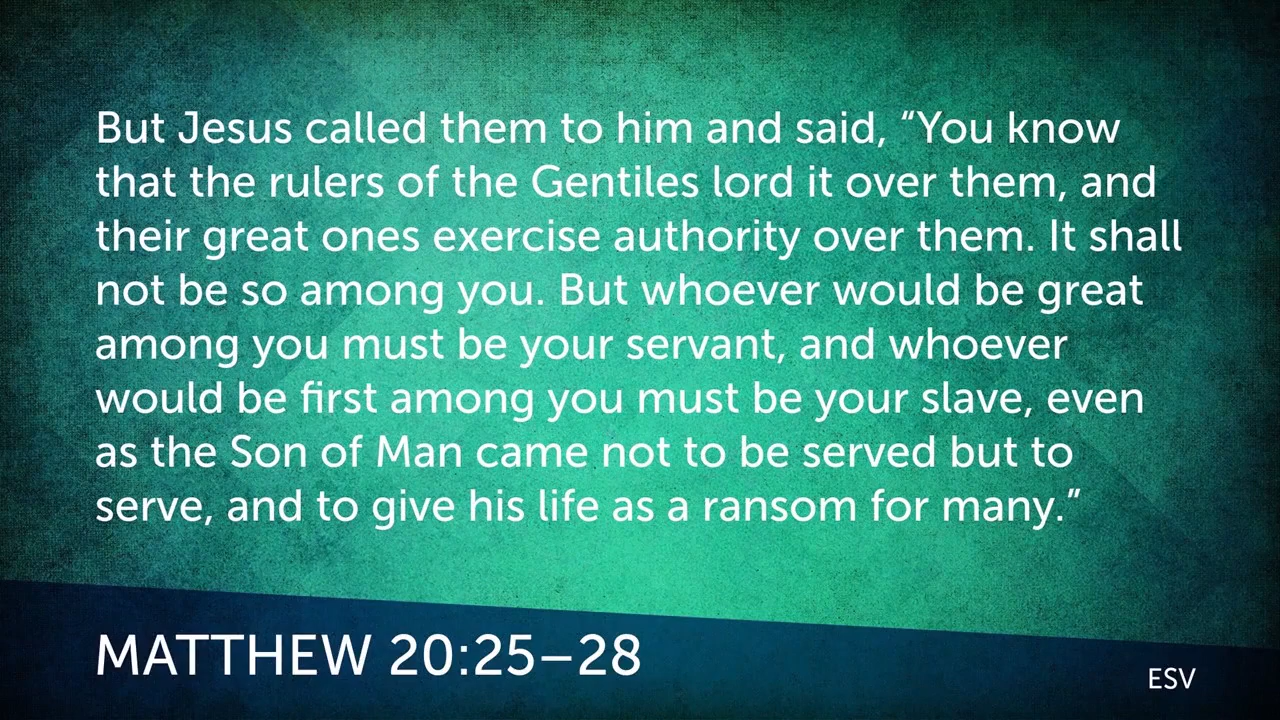 But Jesus called them to him and said, “You know
that the rulers of the Gentiles lord it over them, and
their great ones exercise authority over them. It shall
not be so among you. But whoever would be great
among you must be your servant, and whoever
would be first among you must be your slave, even
as the Son of Man came not to be served but to
serve, and to give his life as a ransom for many.”
MATTHEW 20:25–28
ESV